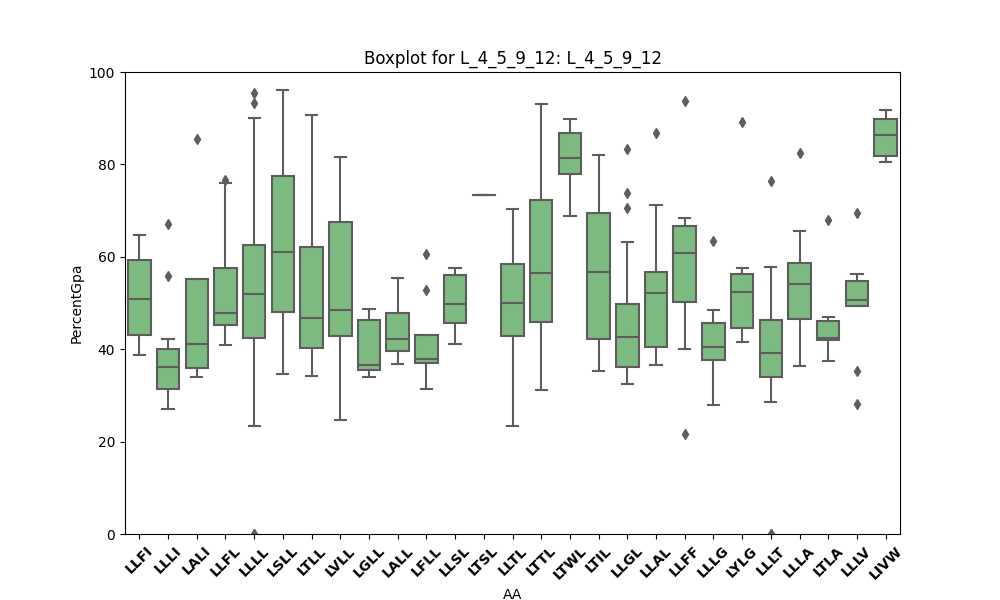 Boxplot for L_4_5_9_12: L_4_5_9_12
PercentGpa
100
80
60
40
20
0
LLFI LLLI LALI LLFL LLLL LSLL LTLL LVLL LGLL LALL LFLL LLSL LTSL LLTL LTTL LTWL LTIL LLGL LLAL LLFF LLLG LYLG LLLT LLLA LTLA LLLV LIVW
AA